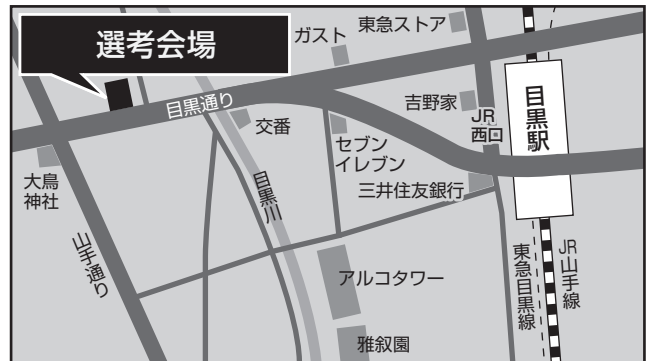 選考会場
ガスト
東急ストア
目黒通り
交番
吉野家
JR
西口
目黒駅
セブン
イレブン
三井住友銀行
大鳥
神社
山手通り
目黒川
アルコタワー
雅叙園
東急目黒線
JR山手線